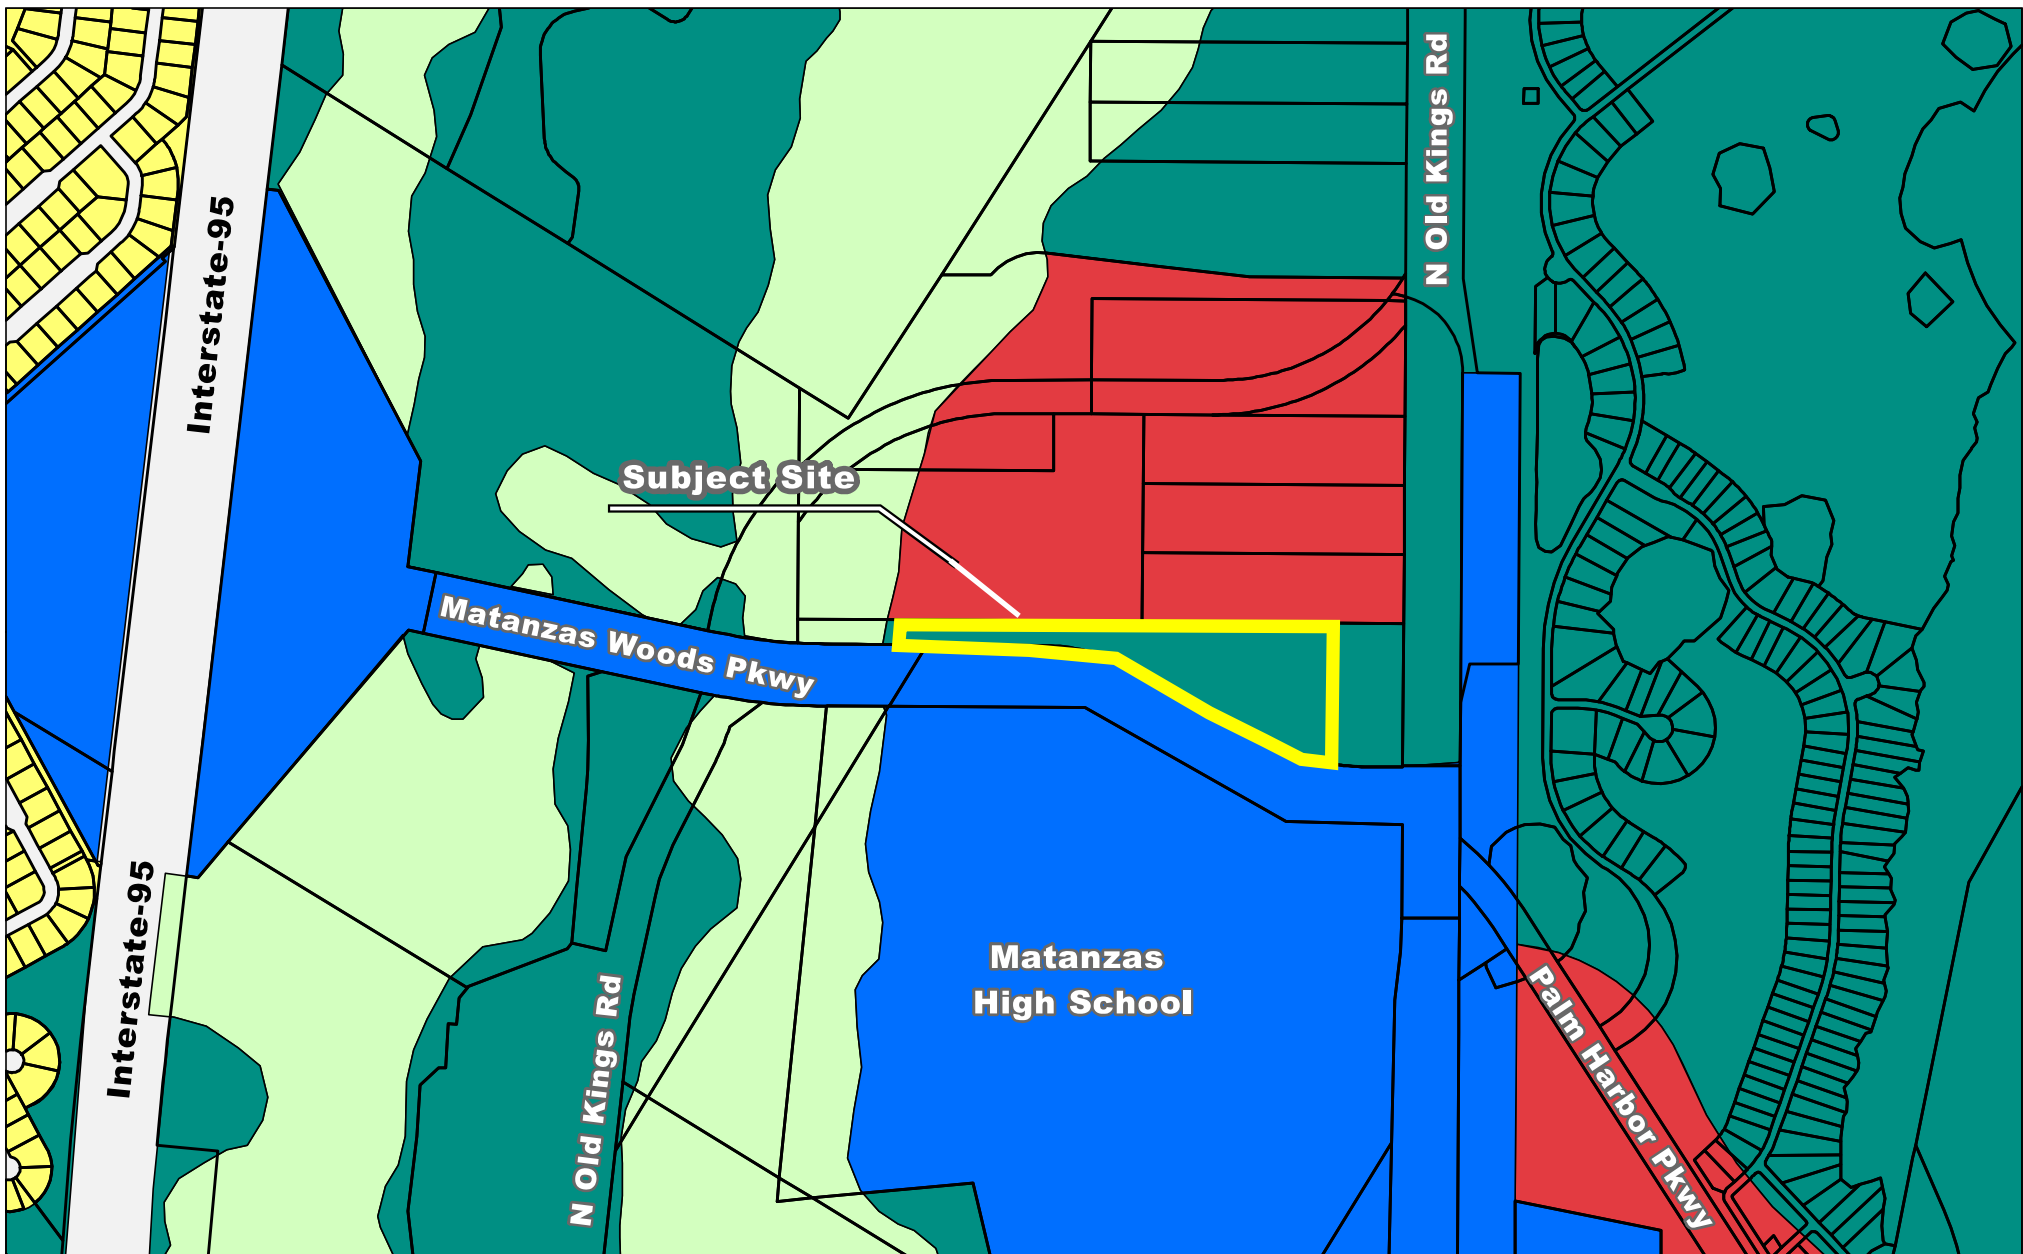 N Old Kings Rd
Interstate-95
Subject Site
Matanzas Woods Pkwy
Matanzas
High School
Interstate-95
N Old Kings Rd
Palm Harbor Pkwy